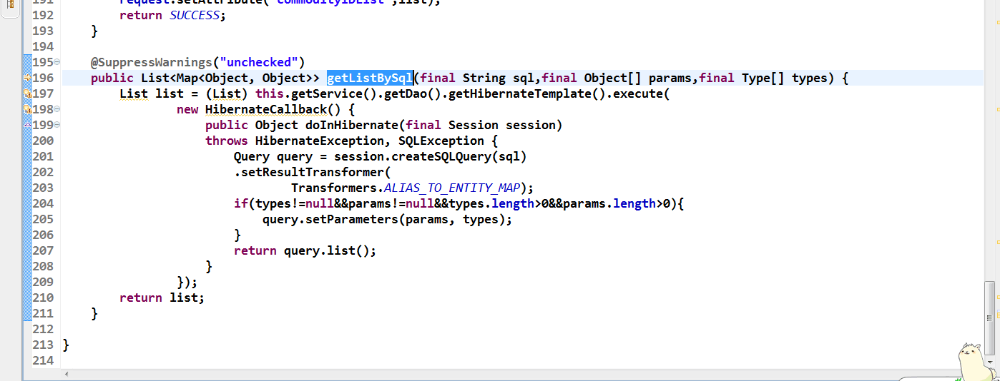 191 request.setAttribute("commodityIDList",list);
192 return SUCCESS;
193 }
194
195 @SuppressWarnings("unchecked")
196 public List<Map<Object, Object>> getListBySql(final String sql,final Object[] params,final Type[] types) {
197 List list = (List) this.getService().getDao().getHibernateTemplate().execute(
198 new HibernateCallback() {
199 public Object doInHibernate(final Session session)
200 throws HibernateException, SQLException {
201 Query query = session.createSQLQuery(sql)
202 .setResultTransformer(
203 Transformers.ALIAS_TO_ENTITY_MAP);
204 if(types!=null&&params!=null&&types.length>0&&params.length>0){
205 query.setParameters(params, types);
206 }
207 return query.list();
208 }
209 });
210 return list;
211 }
212
213 }
214